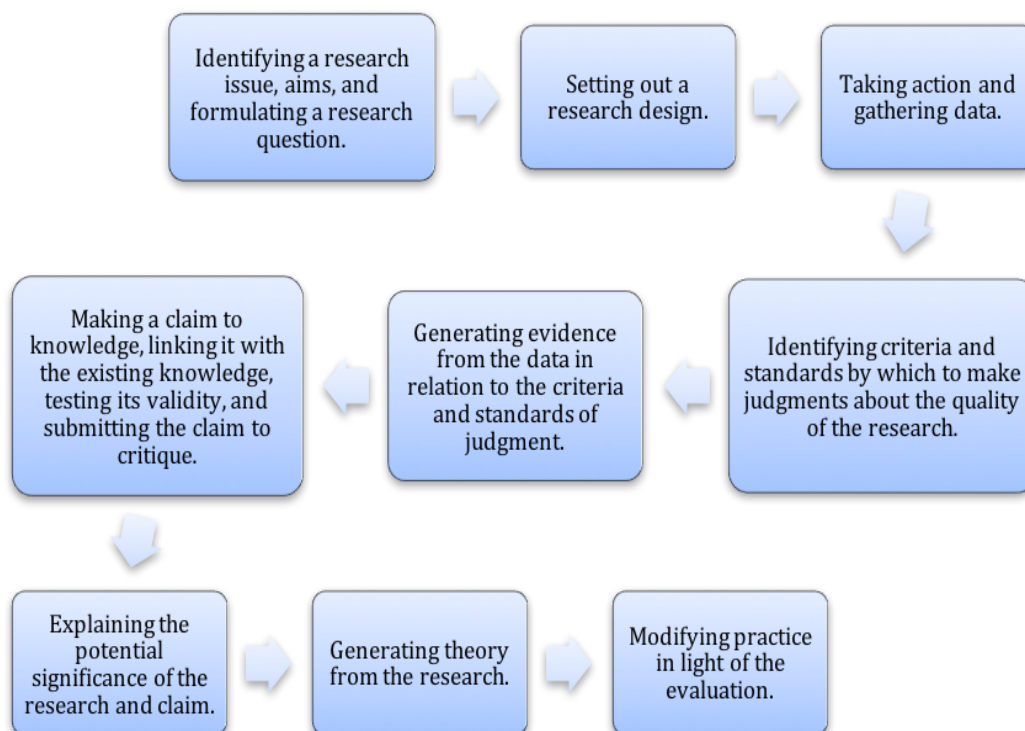 Identifying a research
issue, aims, and
formulating a research
question.
Setting out a
research design.
Taking action and
gathering data.
Identifying criteria and
standards by which to make
judgments about the quality
of the research.
Generating evidence
from the data in
relation to the criteria
and standards of
judgment.
Making a claim to
knowledge, linking it with
the existing knowledge,
testing its validity, and
submitting the claim to
critique.
Explaining the
potential
significance of the
research and claim.
Generating theory
from the research.
Modifying practice
in light of the
evaluation.